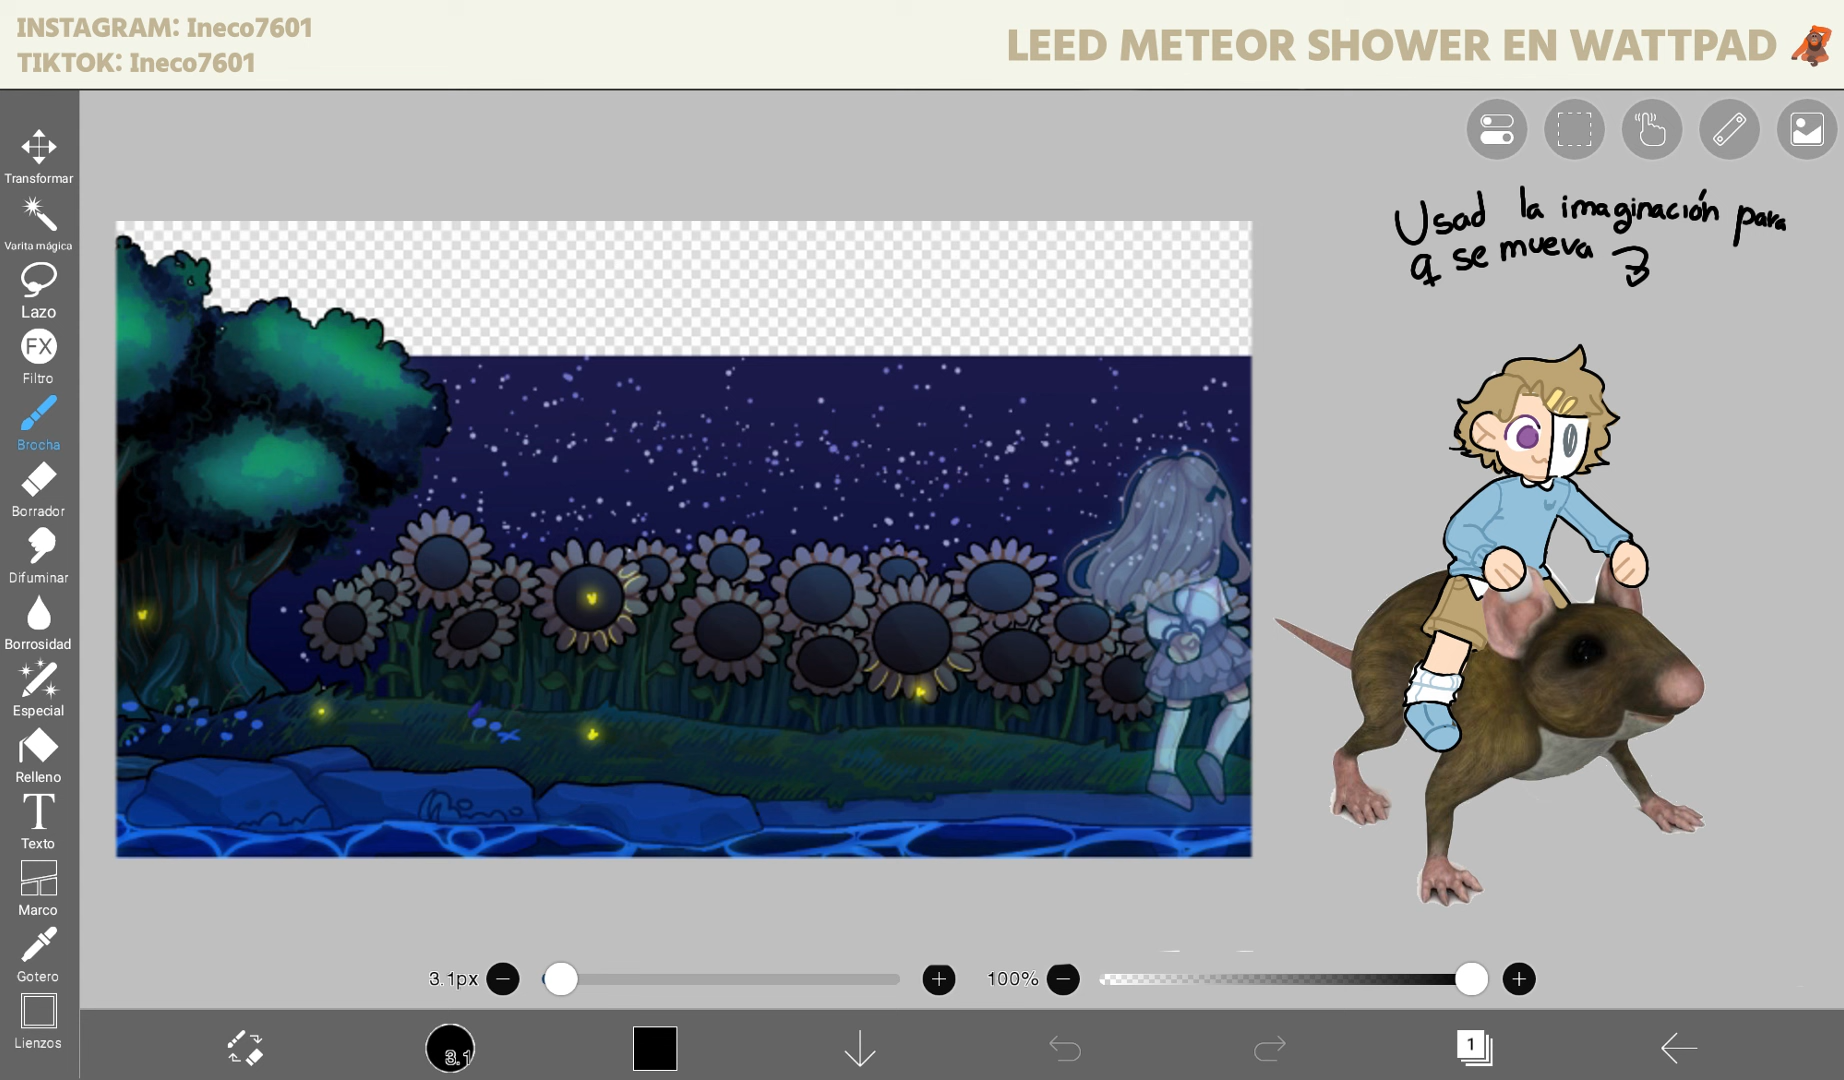 INSTAGRAM: Ineco7601
TIKTOK: Ineco7601
LEED METEOR SHOWER EN WATTPAD
Transformar
Varita mágica
Lazo
FX
Filtro
Brocha
Borrador
Difuminar
Borrosidad
Especial
Relleno
T
Texto
Marco
Gotero
Lienzos
Usad la imaginación para
q se mueva
3.1px
100%
3.1
1